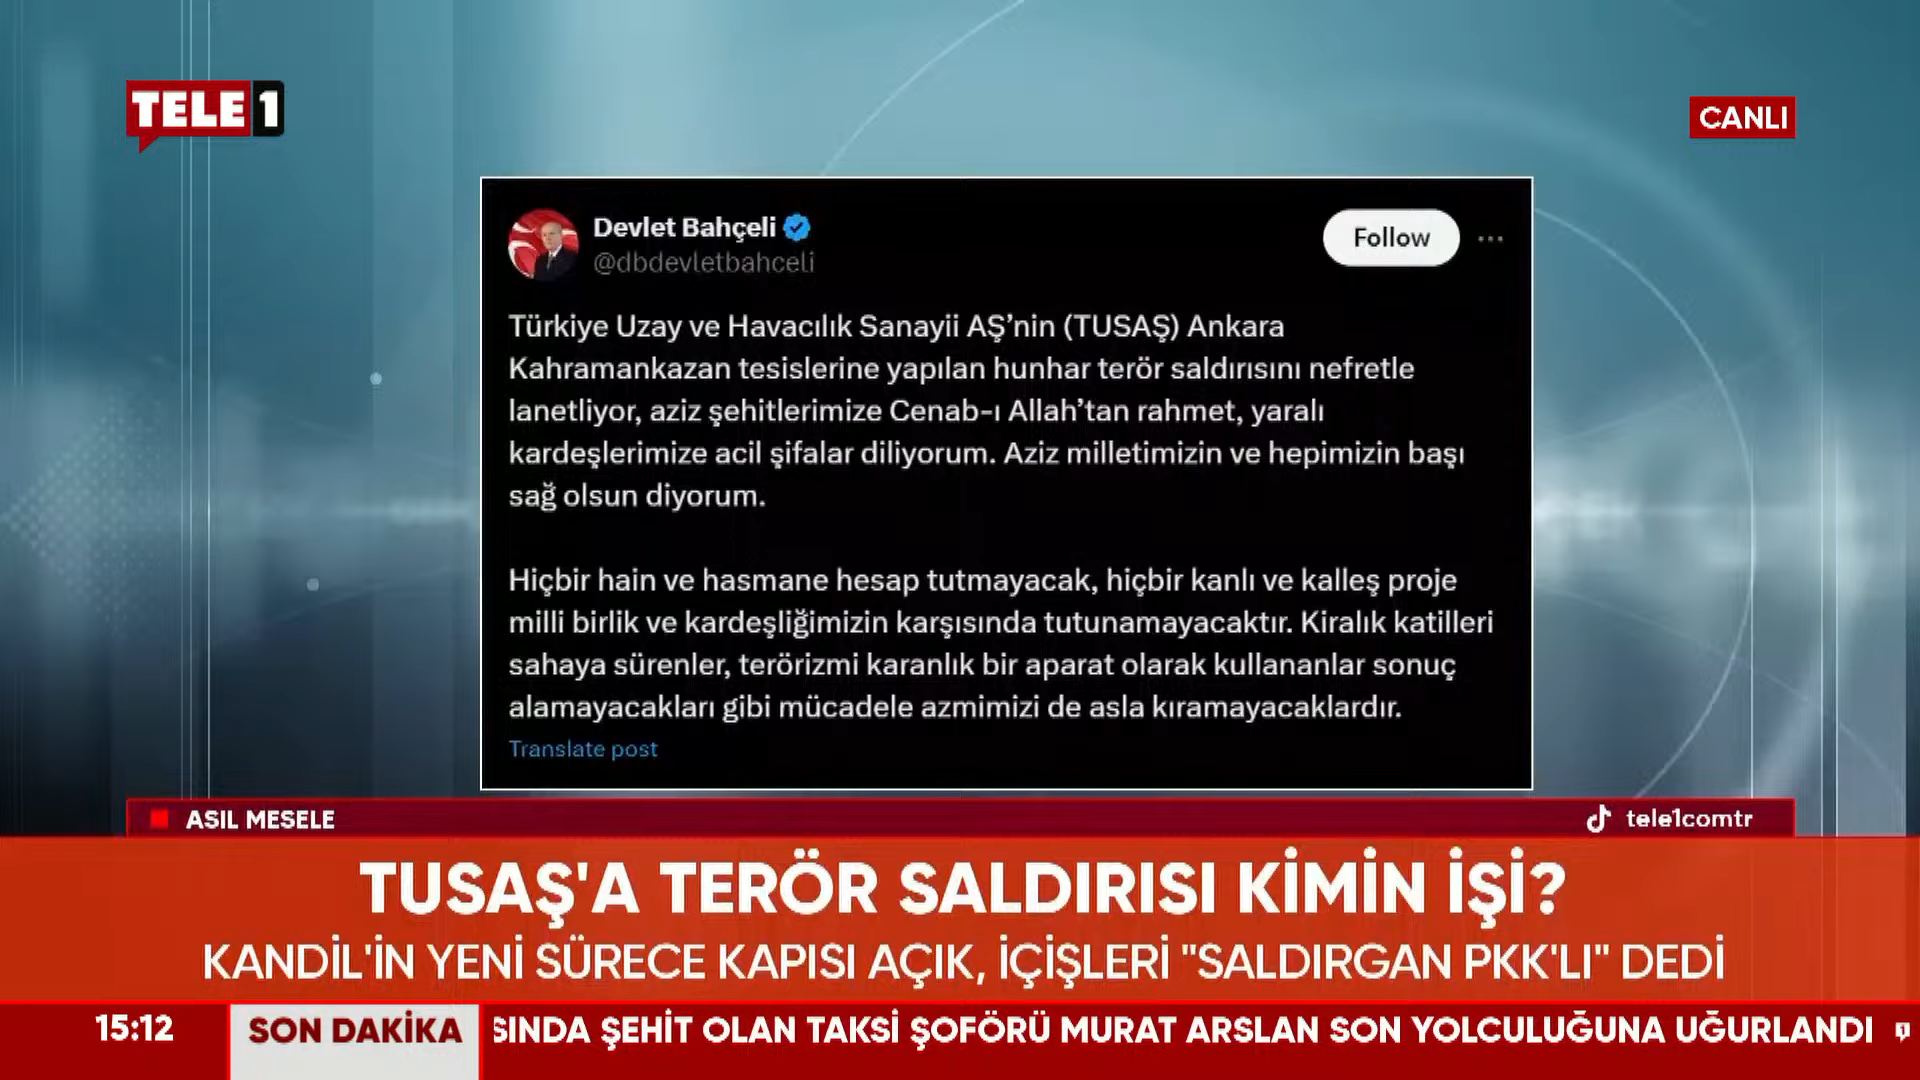 TELE1
CANLI
Devlet Bahçeli
@dbdevletbahceli
Follow
Türkiye Uzay ve Havacılık Sanayii AŞ’nin (TUSAŞ) Ankara
Kahramankazan tesislerine yapılan hunhar terör saldırısını nefretle
lanetliyor, aziz şehitlerimize Cenab-ı Allah’tan rahmet, yaralı
kardeşlerimize acil şifalar diliyorum. Aziz milletimizin ve hepimizin başı
sağ olsun diyorum.
Hiçbir hain ve hasmane hesap tutmayacak, hiçbir kanlı ve kalleş proje
milli birlik ve kardeşliğimizin karşısında tutunamayacaktır. Kiralık katilleri
sahaya sürenler, terörizmi karanlık bir aparat olarak kullananlar sonuç
alamayacakları gibi mücadele azmimizi de asla kıramayacaklardır.
Translate post
ASIL MESELE
tele1comtr
TUSAŞ'A TERÖR SALDIRISI KİMİN İŞİ?
KANDİL'İN YENİ SÜRECE KAPISI AÇIK, İÇİŞLERİ "SALDIRGAN PKK'LI" DEDİ
15:12
SON DAKİKA
SINDA ŞEHİT OLAN TAKSİ ŞOFÖRÜ MURAT ARSLAN SON YOLCULUĞUNA UĞURLANDI